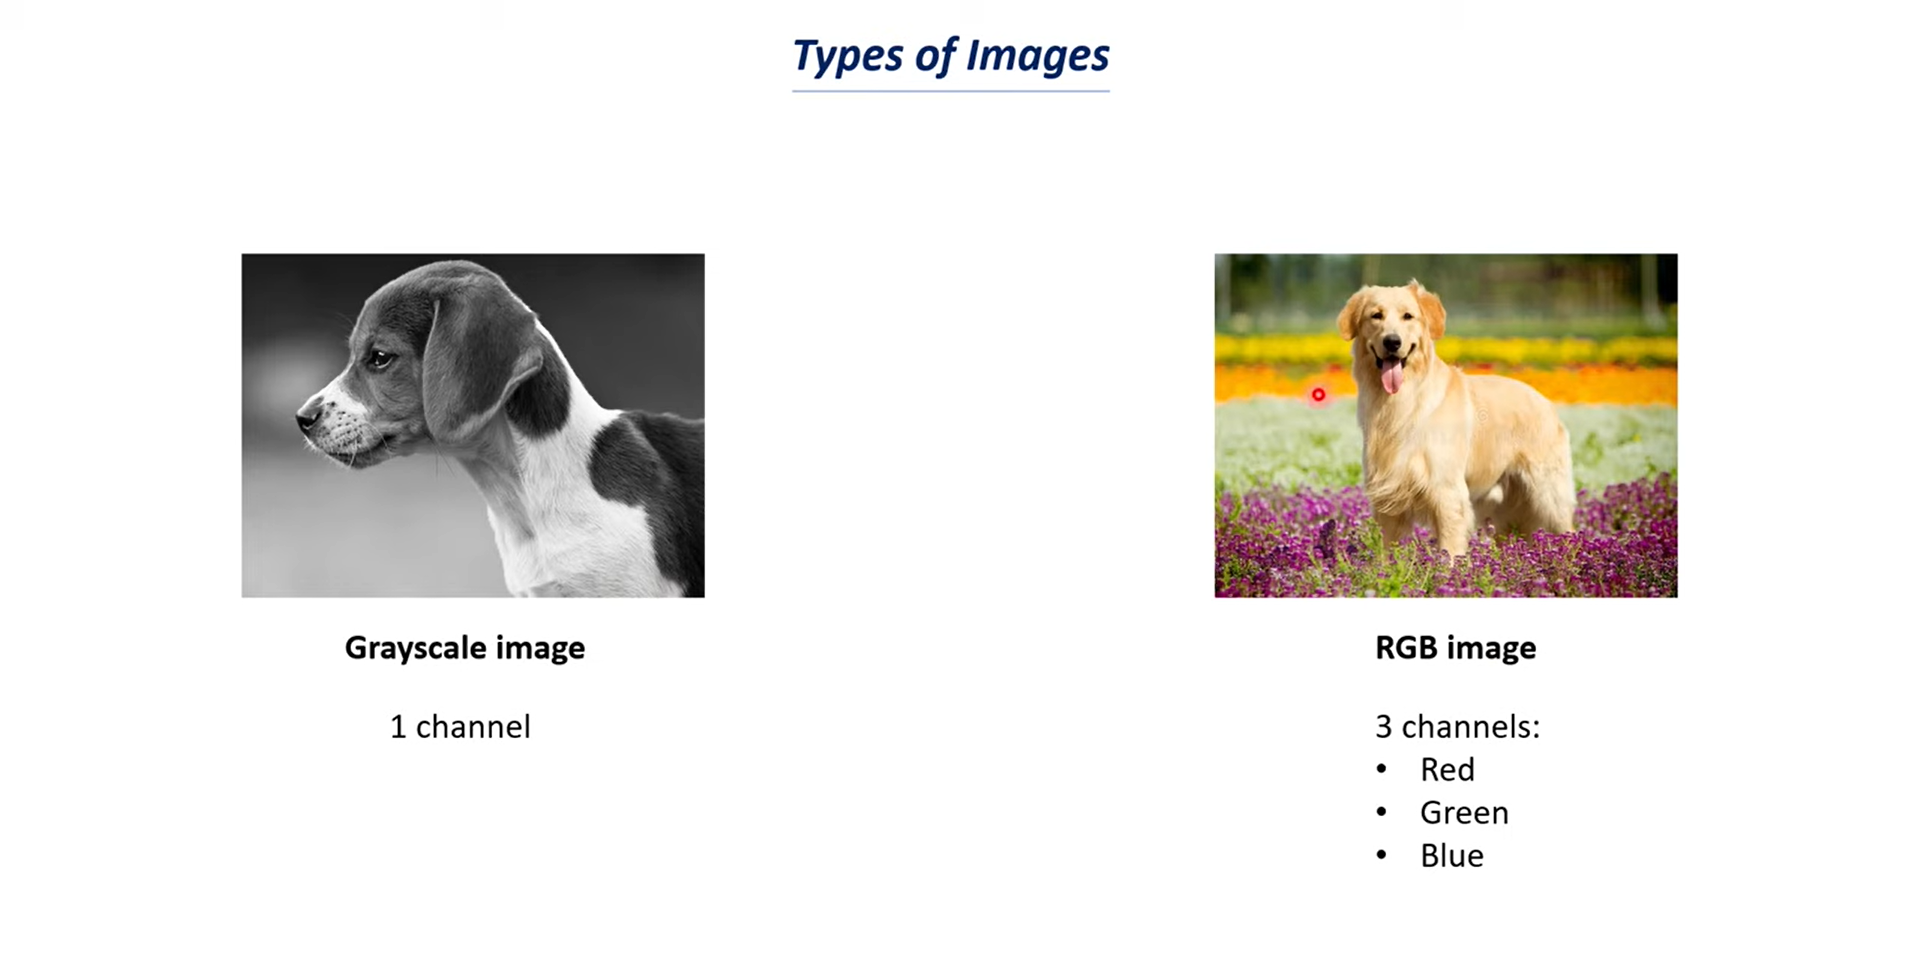 Types of Images
Grayscale image
1 channel
RGB image
3 channels:
• Red
• Green
• Blue